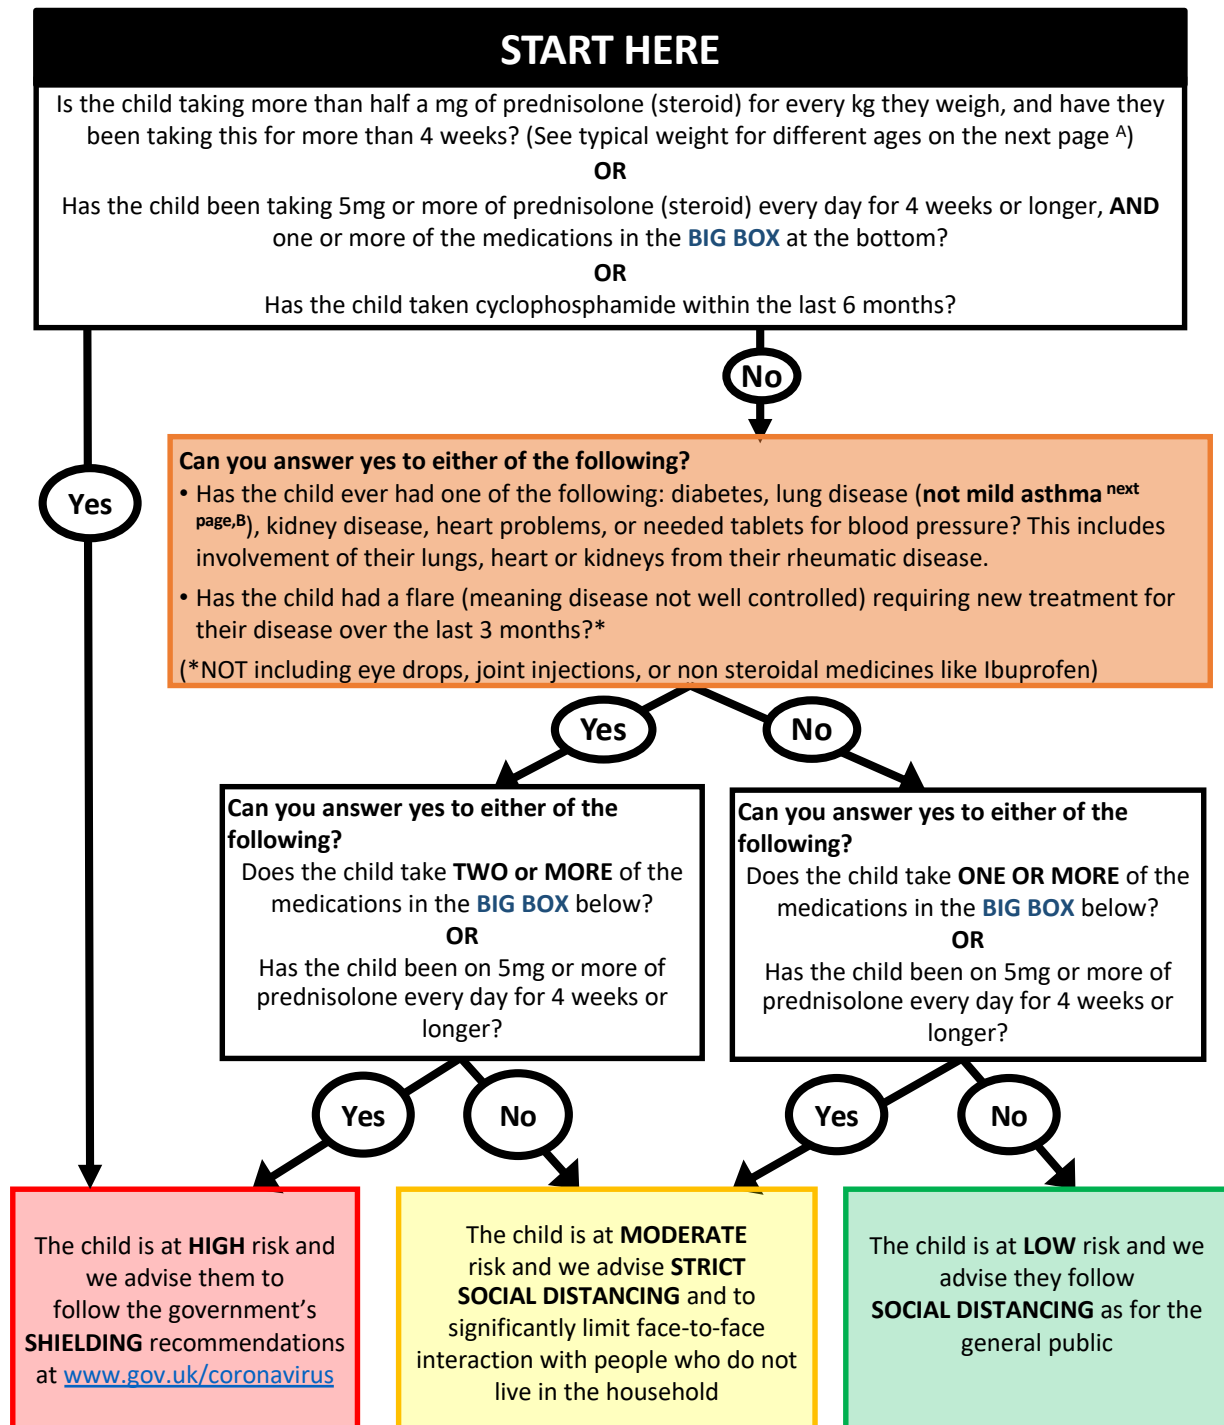 START HERE
Is the child taking more than half a mg of prednisolone (steroid) for every kg they weigh, and have they
been taking this for more than 4 weeks? (See typical weight for different ages on the next page A)
OR
Has the child been taking 5mg or more of prednisolone (steroid) every day for 4 weeks or longer, AND
one or more of the medications in the BIG BOX at the bottom?
OR
Has the child taken cyclophosphamide within the last 6 months?
No
Yes
Can you answer yes to either of the following?
• Has the child ever had one of the following: diabetes, lung disease (not mild asthma next
page,B), kidney disease, heart problems, or needed tablets for blood pressure? This includes
involvement of their lungs, heart or kidneys from their rheumatic disease.
• Has the child had a flare (meaning disease not well controlled) requiring new treatment for
their disease over the last 3 months?*
(*NOT including eye drops, joint injections, or non steroidal medicines like Ibuprofen)
Yes
No
Can you answer yes to either of the
following?
Does the child take TWO or MORE of the
medications in the BIG BOX below?
OR
Has the child been on 5mg or more of
prednisolone every day for 4 weeks or
longer?
Can you answer yes to either of the
following?
Does the child take ONE OR MORE of the
medications in the BIG BOX below?
OR
Has the child been on 5mg or more of
prednisolone every day for 4 weeks or
longer?
Yes
No
Yes
No
The child is at HIGH risk and
we advise them to
follow the government's
SHIELDING recommendations
at www.gov.uk/coronavirus
The child is at MODERATE
risk and we advise STRICT
SOCIAL DISTANCING and to
significantly limit face-to-face
interaction with people who do not
live in the household
The child is at LOW risk and we
advise they follow
SOCIAL DISTANCING as for the
general public